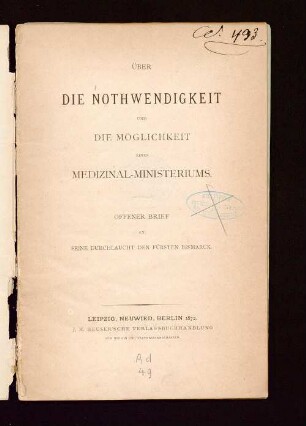 493
ÜBER
DIE NOTHWENDIGKEIT
UND
DIE MÖGLICHKEIT
EINES
MEDIZINAL-MINISTERIUMS.
OFFENER BRIEF
AN
SEINE DURCHLAUCHT DEN FÜRSTEN BISMARCK.
LEIPZIG, NEUWIED, BERLIN 1872.
J. H. HEUSER'SCHE VERLAGSBUCHHANDLUNG
Ad
49